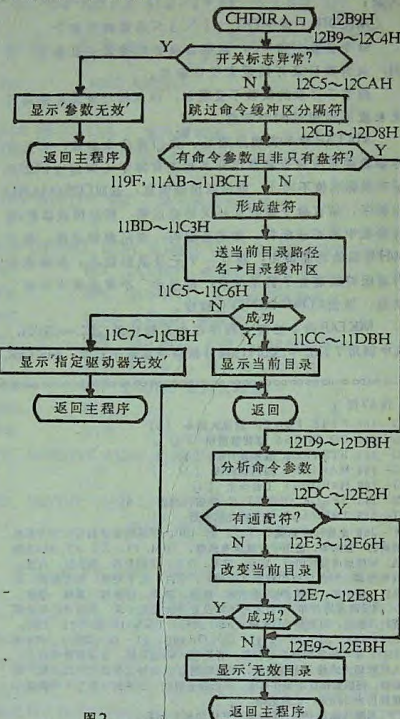 CHDIR入口 12B9H
12B9～12C4H
Y
开关标志异常?
N 12C5～12CAH
显示'参数无效'
跳过命令缓冲区分隔符
12CB～12D8H
返回主程序
有命令参数且非只有盘符? Y
119F, 11AB～11BCH N
形成盘符
11BD～11C3H
送当前目录路径
名→目录缓冲区
11C5～11C6H
N 成功
11C7～11CBH Y 11CC～11DBH
显示'指定驱动器无效'
显示当前目录
返回主程序
返回
12D9～12DBH
分析命令参数
12DC～12E2H
有通配符? Y
N 12E3～12E6H
改变当前目录
12E7～12E8H
Y 成功?
N 12E9～12EBH
显示'无效目录
返回主程序
图2